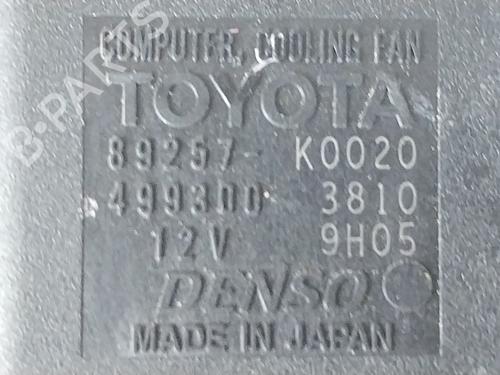 COMPUTER, COOLING FAN
TOYOTA
89257- K0020
499300 3810
12V 9H05
DENSO
MADE IN JAPAN
B-PARTS